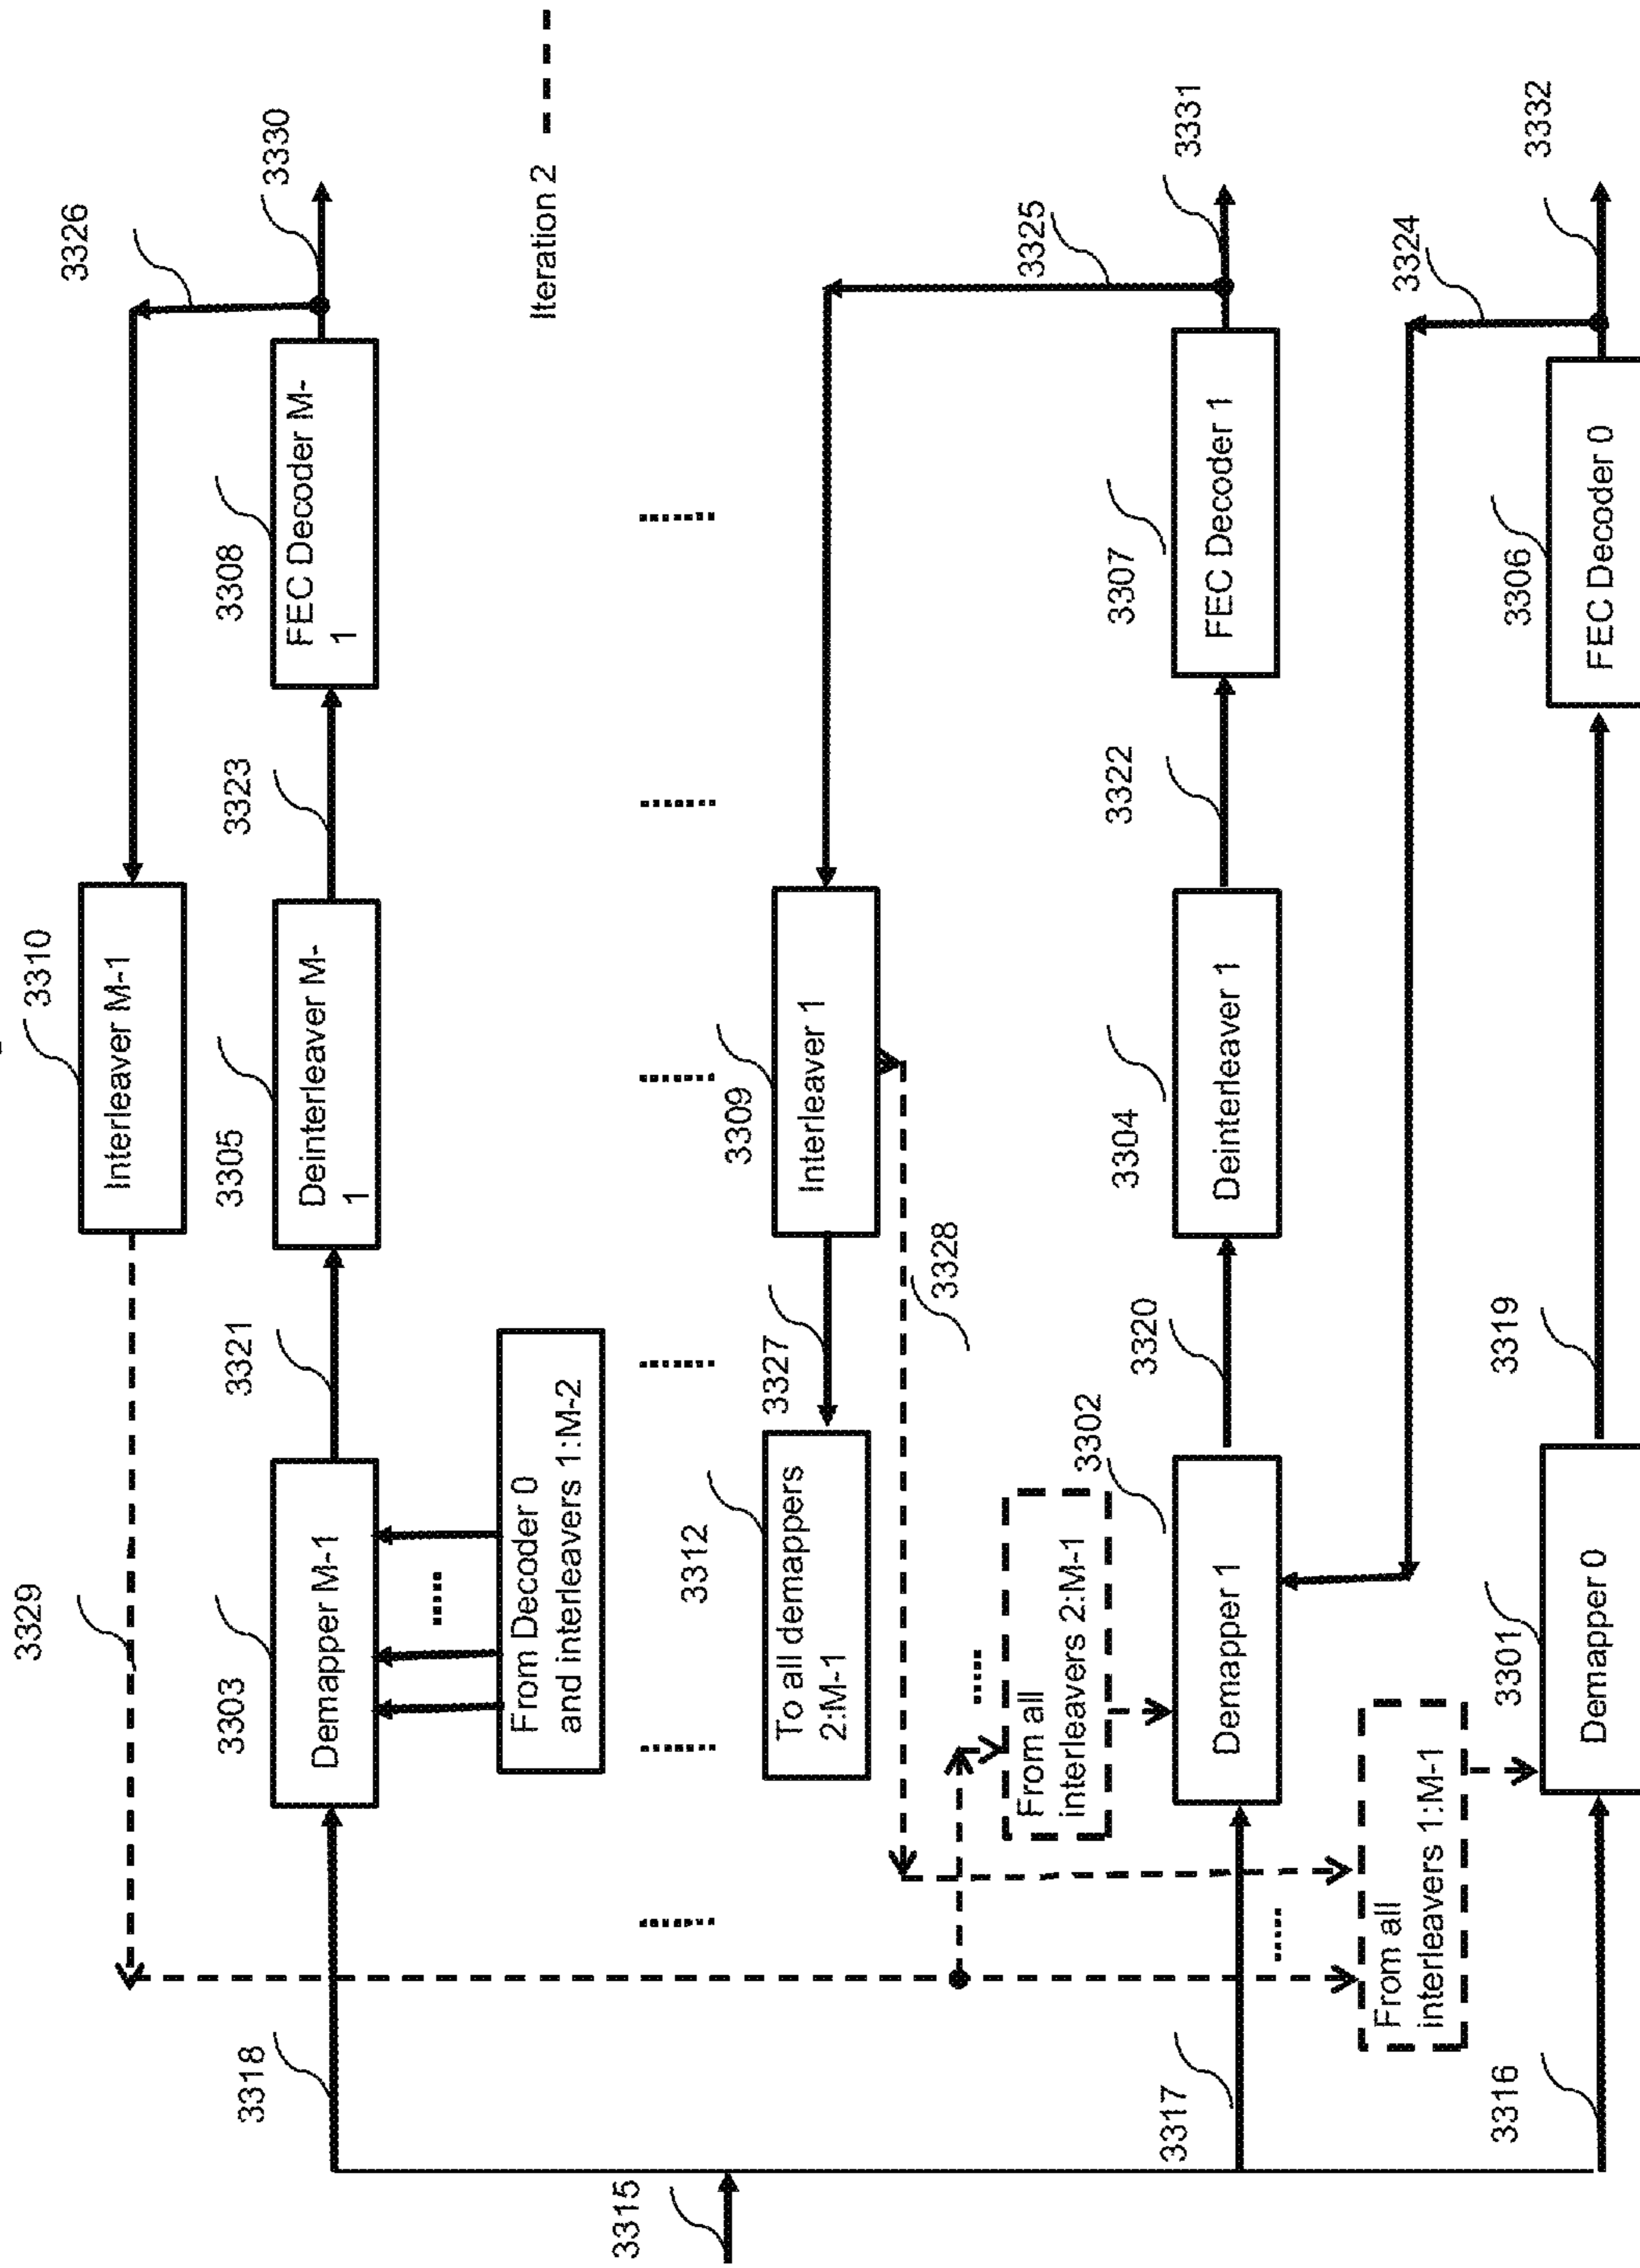 3326
3330
3310
Interleaver M-1
3329
3308
FEC Decoder M-
1
3323
3305
Deinterleaver M-
1
3321
3303
Demapper M-1
3318
From Decoder 0
and interleavers 1:M-2
.....
Iteration 2
......
......
......
......
......
......
3325
3331
3309
Interleaver 1
3327
3328
3312
To all demappers
2:M-1
3315
3307
FEC Decoder 1
3322
3304
Deinterleaver 1
3320
3302
Demapper 1
3317
From all
interleavers 2:M-1
.....
3324
3332
3306
FEC Decoder 0
3319
3301
Demapper 0
3316
From all
interleavers 1:M-1
.....